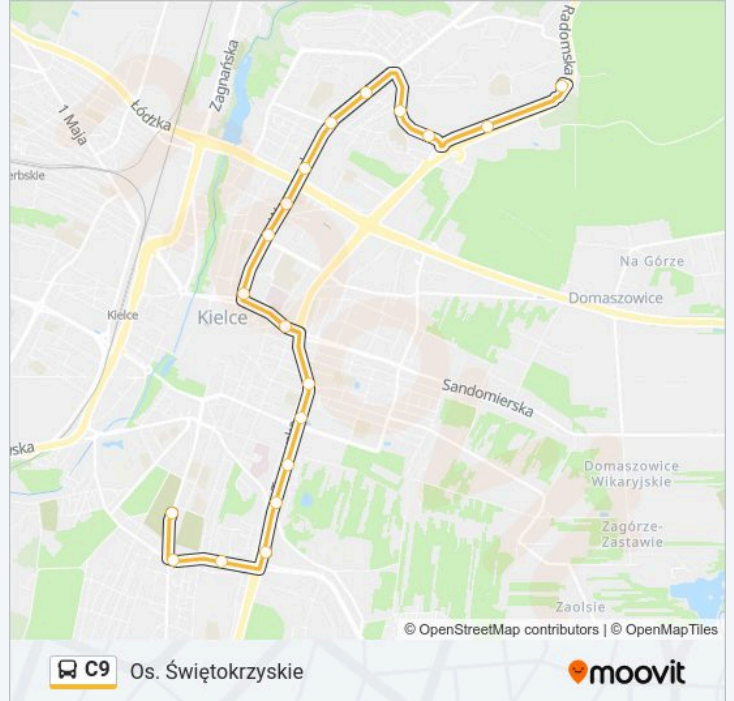 Radomska
Zagnańska
1 Maja
Łódzka
erbskie
Na Górze
Domaszowice
Kielce
Kielce
Sandomierska
ska
Domaszowice
Wikaryjskie
Zagórze-
Zastawie
Zaolsie
© OpenStreetMap contributors | © OpenMapTiles
C9 Os. Świętokrzyskie
moovit